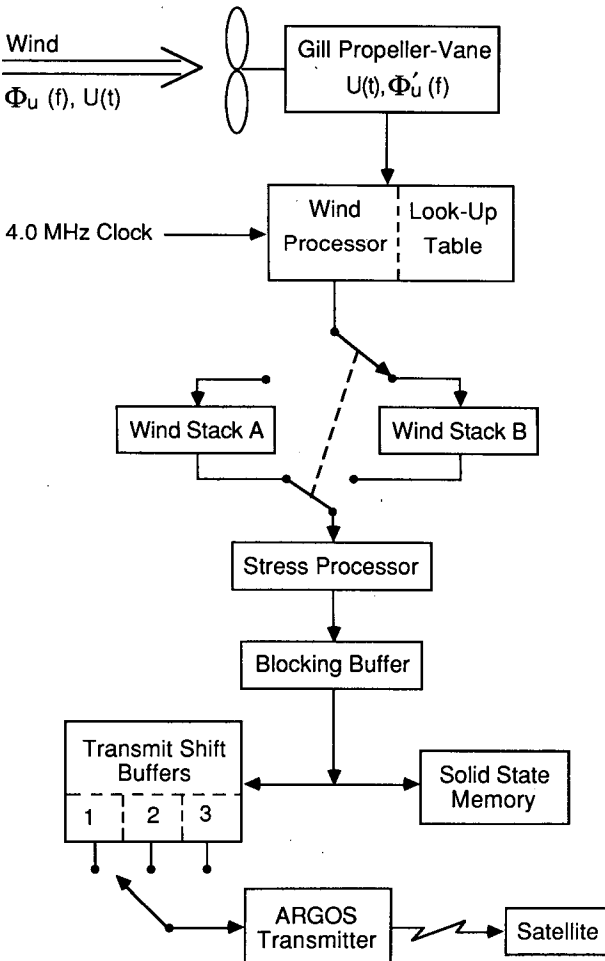 Wind
Φu (f), U(t)
Gill Propeller-Vane
U(t), Φ′u (f)
4.0 MHz Clock
Wind
Processor
Look-Up
Table
Wind Stack A
Wind Stack B
Stress Processor
Blocking Buffer
Transmit Shift
Buffers
1 2 3
Solid State
Memory
ARGOS
Transmitter
Satellite